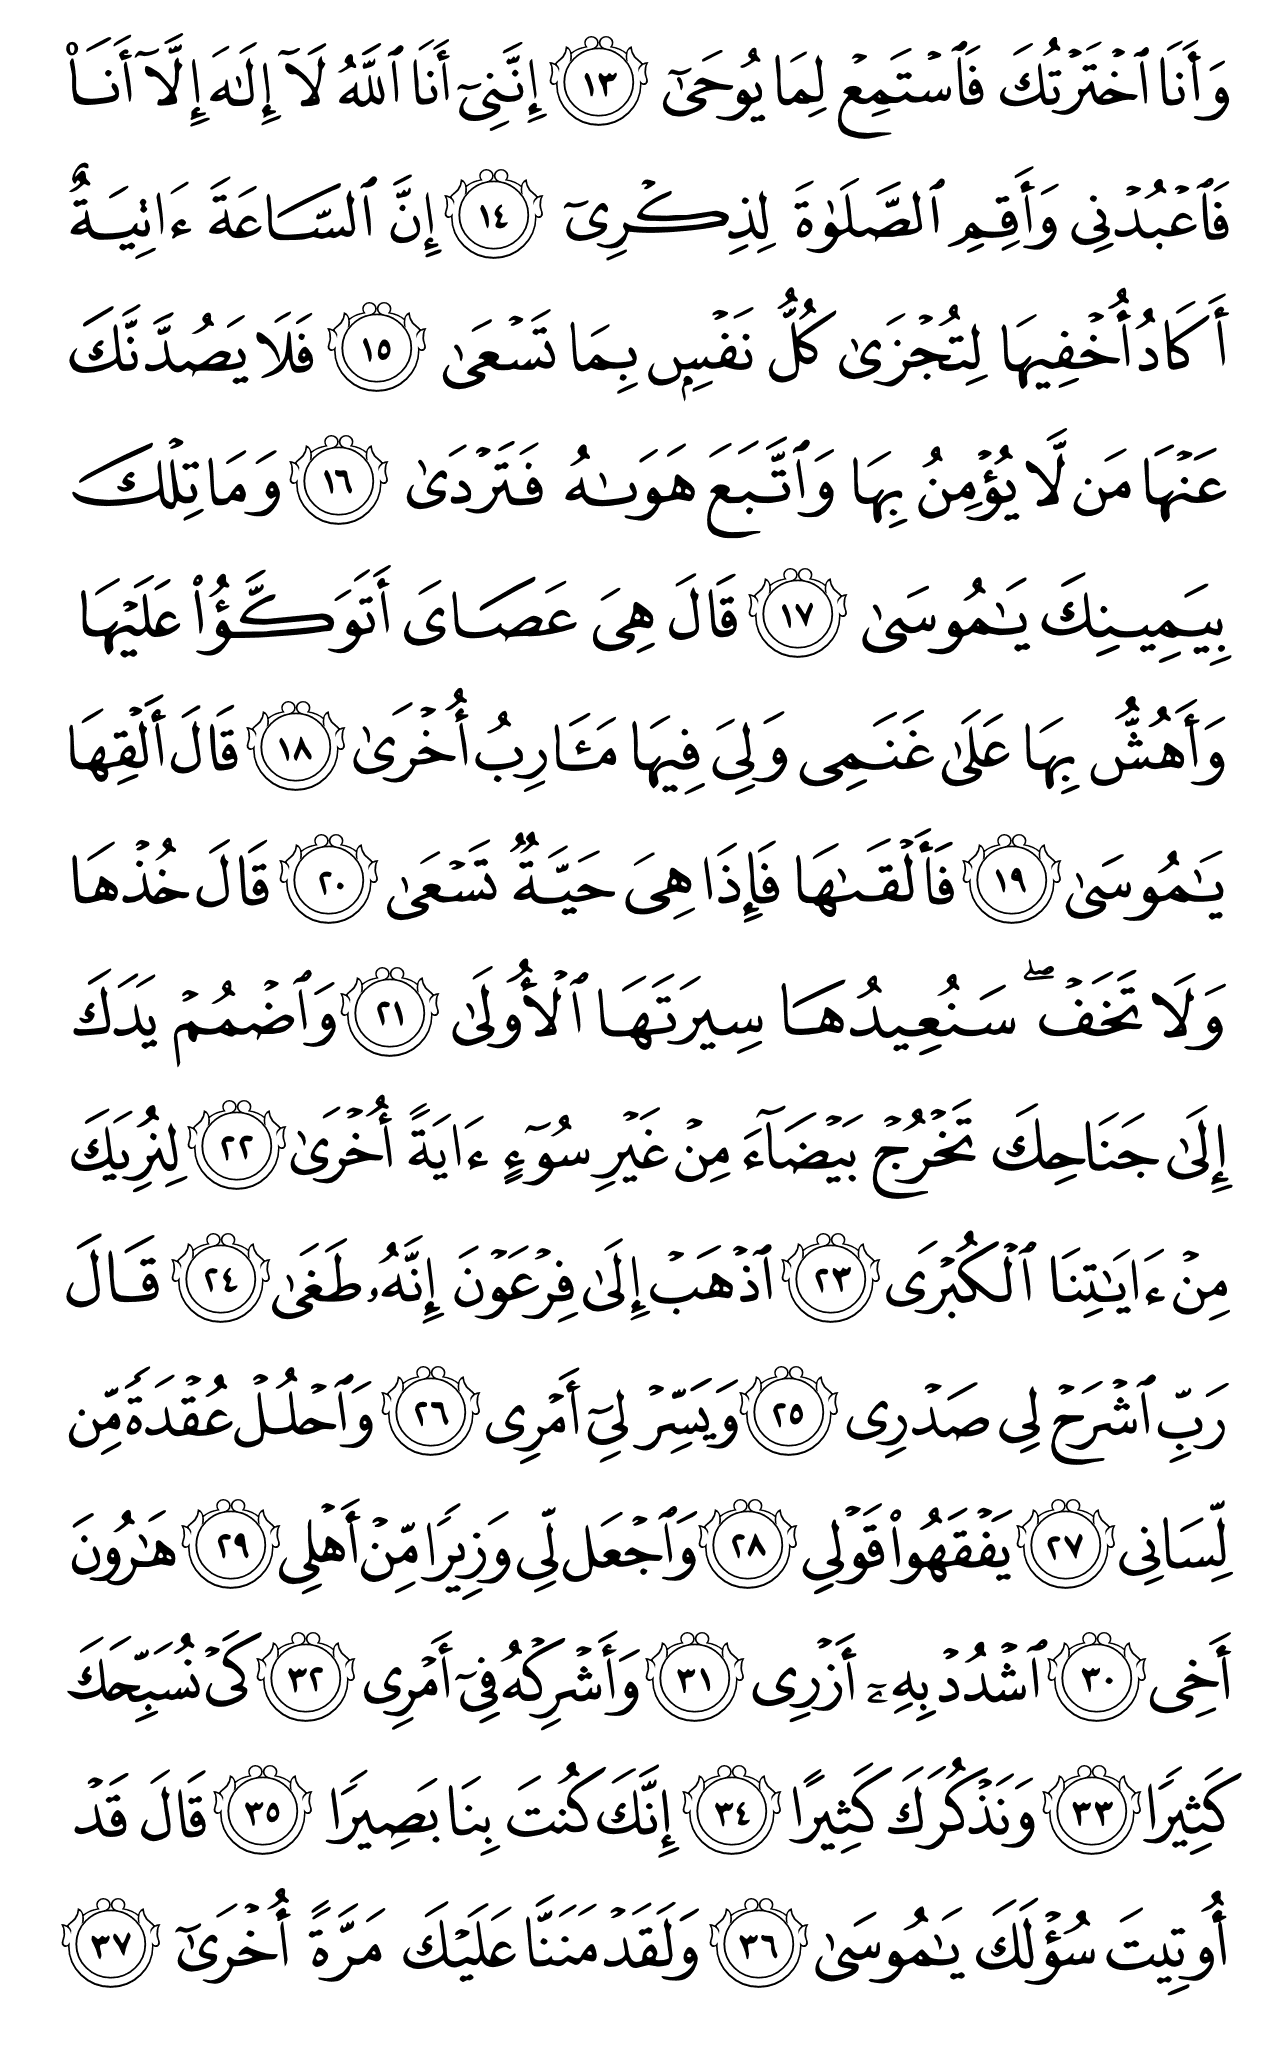 وَأَنَا ٱخۡتَرۡتُكَ فَٱسۡتَمِعۡ لِمَا يُوحَىٰٓ ١٣ إِنَّنِيٓ أَنَا ٱللَّهُ لَآ إِلَٰهَ إِلَّآ أَنَا۠
فَٱعۡبُدۡنِي وَأَقِمِ ٱلصَّلَوٰةَ لِذِكۡرِيٓ ١٤ إِنَّ ٱلسَّاعَةَ ءَاتِيَةٌ
أَكَادُ أُخۡفِيهَا لِتُجۡزَىٰ كُلُّ نَفۡسِۭ بِمَا تَسۡعَىٰ ١٥ فَلَا يَصُدَّنَّكَ
عَنۡهَا مَن لَّا يُؤۡمِنُ بِهَا وَٱتَّبَعَ هَوَىٰهُ فَتَرۡدَىٰ ١٦ وَمَا تِلۡكَ
بِيَمِينِكَ يَٰمُوسَىٰ ١٧ قَالَ هِيَ عَصَايَ أَتَوَكَّؤُاْ عَلَيۡهَا
وَأَهُشُّ بِهَا عَلَىٰ غَنَمِي وَلِيَ فِيهَا مَـَٔارِبُ أُخۡرَىٰ ١٨ قَالَ أَلۡقِهَا
يَٰمُوسَىٰ ١٩ فَأَلۡقَىٰهَا فَإِذَا هِيَ حَيَّةٞ تَسۡعَىٰ ٢٠ قَالَ خُذۡهَا
وَلَا تَخَفۡۖ سَنُعِيدُهَا سِيرَتَهَا ٱلۡأُولَىٰ ٢١ وَٱضۡمُمۡ يَدَكَ
إِلَىٰ جَنَاحِكَ تَخۡرُجۡ بَيۡضَآءَ مِنۡ غَيۡرِ سُوٓءٍ ءَايَةً أُخۡرَىٰ ٢٢ لِنُرِيَكَ
مِنۡ ءَايَٰتِنَا ٱلۡكُبۡرَى ٢٣ ٱذۡهَبۡ إِلَىٰ فِرۡعَوۡنَ إِنَّهُۥ طَغَىٰ ٢٤ قَالَ
رَبِّ ٱشۡرَحۡ لِي صَدۡرِي ٢٥ وَيَسِّرۡ لِيٓ أَمۡرِي ٢٦ وَٱحۡلُلۡ عُقۡدَةٗ مِّن
لِّسَانِي ٢٧ يَفۡقَهُواْ قَوۡلِي ٢٨ وَٱجۡعَل لِّي وَزِيرٗا مِّنۡ أَهۡلِي ٢٩ هَٰرُونَ
أَخِي ٣٠ ٱشۡدُدۡ بِهِۦٓ أَزۡرِي ٣١ وَأَشۡرِكۡهُ فِيٓ أَمۡرِي ٣٢ كَيۡ نُسَبِّحَكَ
كَثِيرٗا ٣٣ وَنَذۡكُرَكَ كَثِيرًا ٣٤ إِنَّكَ كُنتَ بِنَا بَصِيرٗا ٣٥ قَالَ قَدۡ
أُوتِيتَ سُؤۡلَكَ يَٰمُوسَىٰ ٣٦ وَلَقَدۡ مَنَنَّا عَلَيۡكَ مَرَّةً أُخۡرَىٰٓ ٣٧